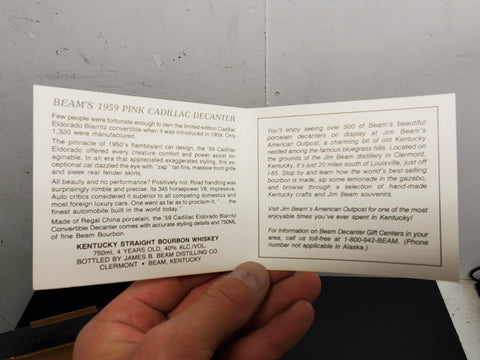 BEAM'S 1959 PINK CADILLAC DECANTER
Few people were fortunate enough to own the limited-edition Cadillac
Eldorado Biarritz convertible when it was introduced in 1959. Only
1,320 were manufactured.
The pinnacle of 1950's flamboyant car design, the '59 Cadillac
Eldorado offered every creature comfort and power assist im-
aginable. In an era that appreciated exaggerated styling, this ex-
ceptional car dazzled the eye with "zap" tail fins, massive front grille
and sleek rear fender skirts.
All beauty and no performance? Positively not. Road handling was
surprisingly nimble and precise. Its 345 horsepower V8, impressive.
Auto critics considered it superior to all competing domestics and
most foreign luxury cars. One went as far as to proclaim it, ". . . the
finest automobile built in the world today."
Made of Regal China porcelain, the '59 Cadillac Eldorado Biarritz
Convertible Decanter comes with accurate styling details and 750ML
of fine Beam Bourbon.
KENTUCKY STRAIGHT BOURBON WHISKEY
750ml, 4 YEARS OLD, 40% ALC./VOL.
BOTTLED BY JAMES B. BEAM DISTILLING CO.
CLERMONT • BEAM, KENTUCKY
You'll enjoy seeing over 500 of Beam's beautiful
porcelain decanters on display at Jim Beam's
American Outpost, a charming bit of old Kentucky
nestled among the famous bluegrass hills. Located on
the grounds of the Jim Beam distillery in Clermont,
Kentucky, it's just 20 miles south of Louisville, just off
I-65. Stop by and learn how the world's best-selling
bourbon is made, sip some lemonade in the gazebo,
and browse through a selection of hand-made
Kentucky crafts and Jim Beam souvenirs.
Visit Jim Beam's American Outpost for one of the most
enjoyable times you've ever spent in Kentucky!
For information on Beam Decanter Gift Centers in your
area, call us toll-free at 1-800-942-BEAM. (Phone
number not applicable in Alaska.)